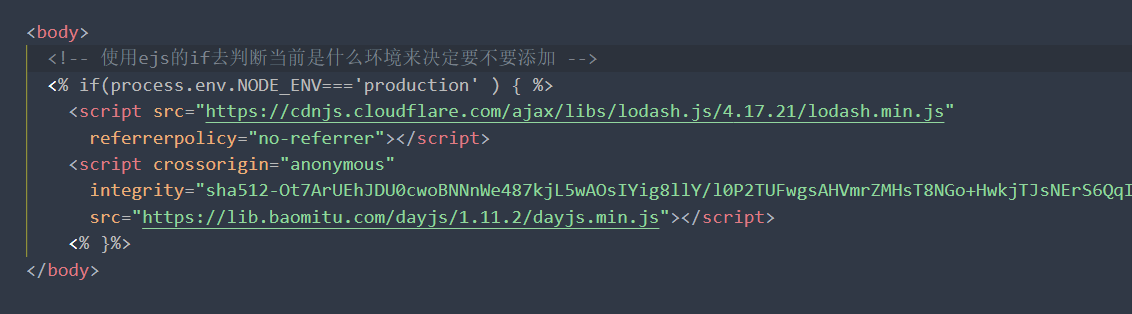 <body>
<!-- 使用ejs的if去判断当前是什么环境来决定要不要添加 -->
<% if(process.env.NODE_ENV==='production' ) { %>
<script src="https://cdnjs.cloudflare.com/ajax/libs/lodash.js/4.17.21/lodash.min.js"
referrerpolicy="no-referrer"></script>
<script crossorigin="anonymous"
integrity="sha512-Ot7ArUEhJDU0cwoBNNnWe487kjL5wAOsIYig8llY/l0P2TUFwgsAHVmrZMHsT8NGo+HwkjTJsNErS6QqI
src="https://lib.baomitu.com/dayjs/1.11.2/dayjs.min.js"></script>
<% }%>
</body>